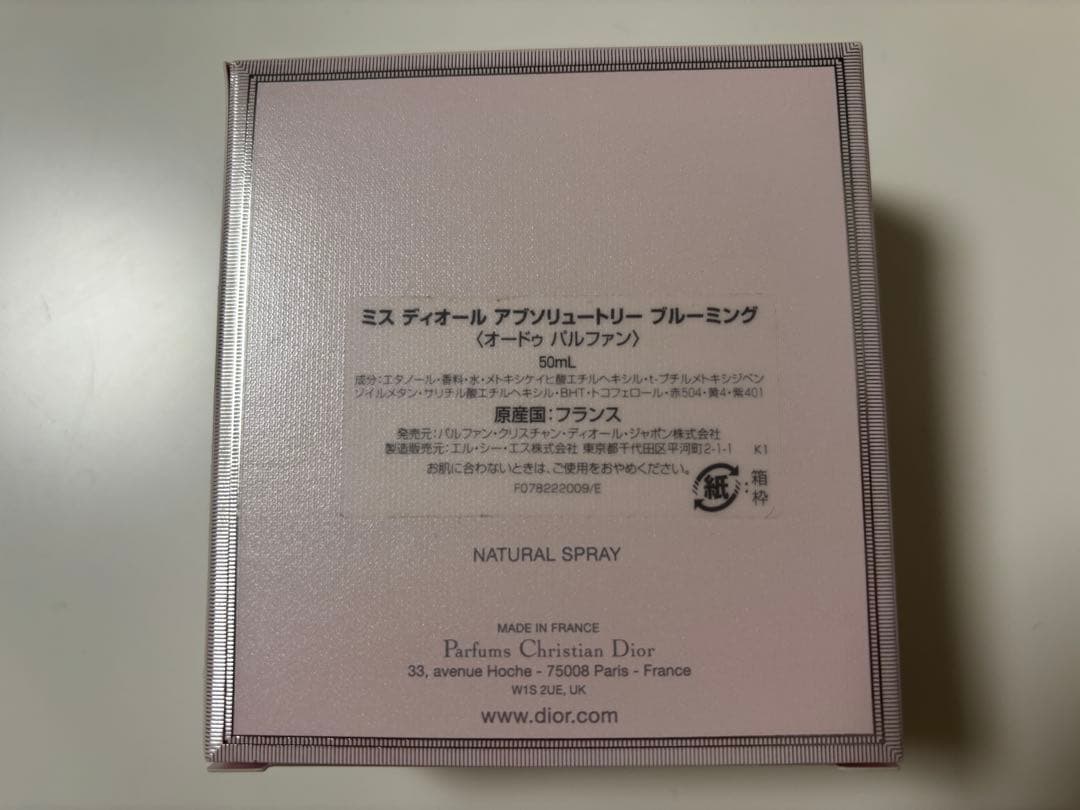 ミス ディオール アブソリュートリー ブルーミング
〈オードゥ パルファン〉
50mL
成分：エタノール・香料・水・メトキシケイヒ酸エチルヘキシル・t-ブチルメトキシジベン
ゾイルメタン・サリチル酸エチルヘキシル・BHT・トコフェロール・赤504・黄4・紫401
原産国：フランス
発売元：パルファン・クリスチャン・ディオール・ジャポン株式会社
製造販売元：エル・シー・エス株式会社 東京都千代田区平河町2-1-1 K1
お肌に合わないときは、ご使用をおやめください。
F078222009/E
紙：箱
枠
NATURAL SPRAY
MADE IN FRANCE
Parfums Christian Dior
33, avenue Hoche - 75008 Paris - France
W1S 2UE, UK
www.dior.com